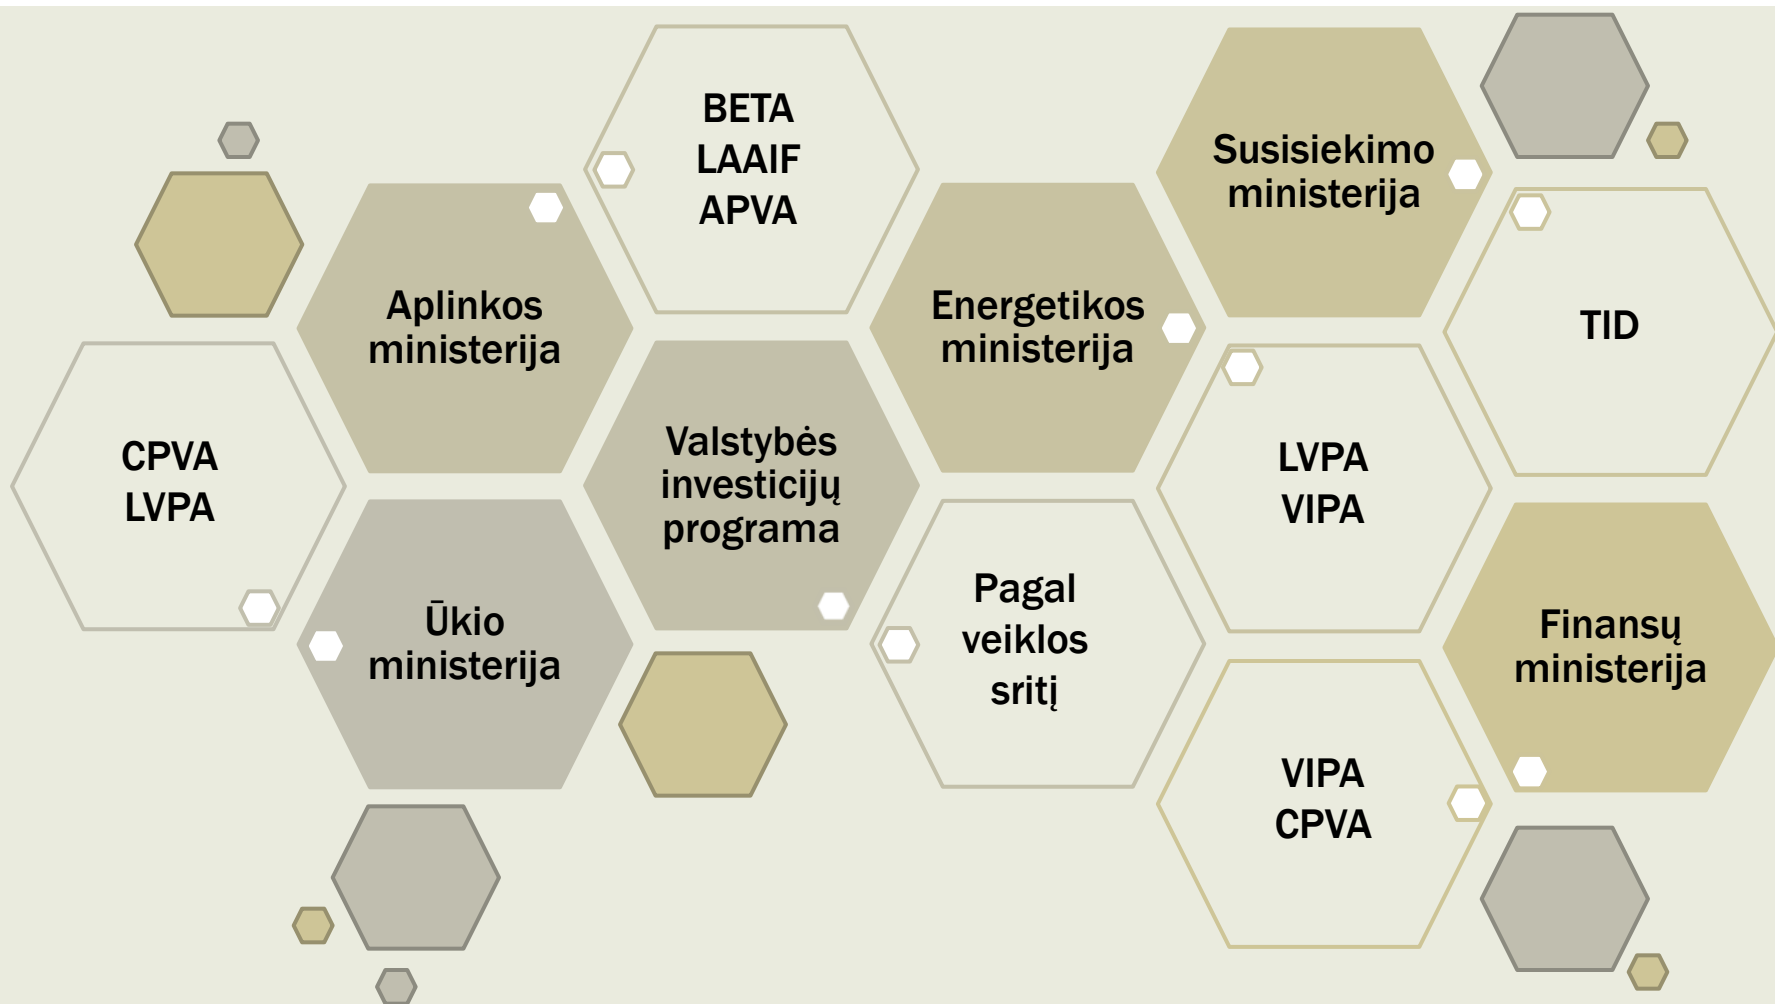 BETA
LAAIF
APVA
Susisiekimo
ministerija
Aplinkos
ministerija
Energetikos
ministerija
TID
CPVA
LVPA
Valstybės
investicijų
programa
LVPA
VIPA
Ūkio
ministerija
Pagal
veiklos
sritį
Finansų
ministerija
VIPA
CPVA